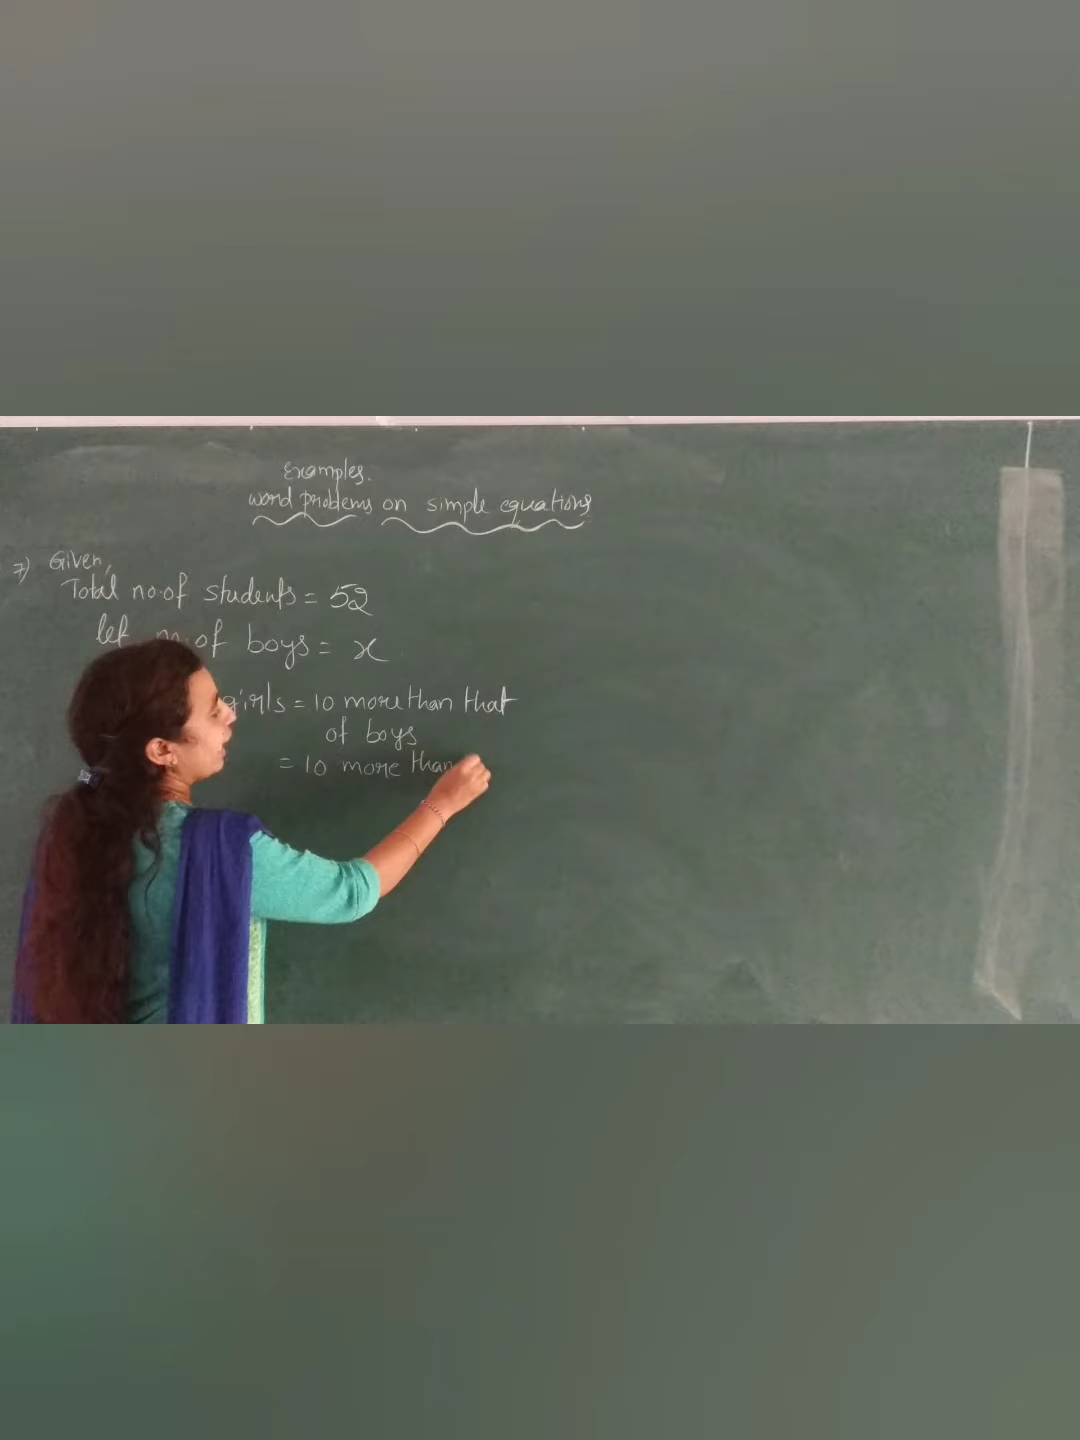 Examples.
word problems on simple equations
7) Given,
Total no.of students = 52
let of boys = x
girls = 10 more than that
of boys
= 10 more than